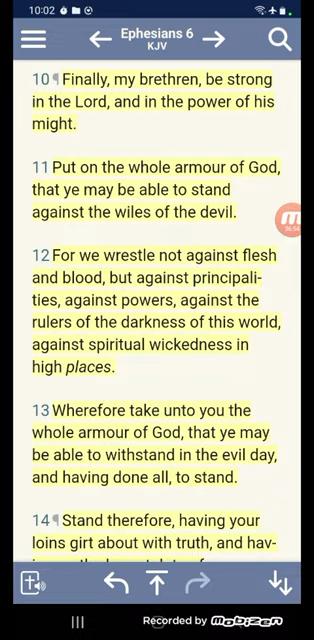 10:02
Ephesians 6
KJV
10 ¶ Finally, my brethren, be strong
in the Lord, and in the power of his
might.
11 Put on the whole armour of God,
that ye may be able to stand
against the wiles of the devil.
12 For we wrestle not against flesh
and blood, but against principali-
ties, against powers, against the
rulers of the darkness of this world,
against spiritual wickedness in
high places.
13 Wherefore take unto you the
whole armour of God, that ye may
be able to withstand in the evil day,
and having done all, to stand.
14 ¶ Stand therefore, having your
loins girt about with truth, and hav-
Recorded by mobizen